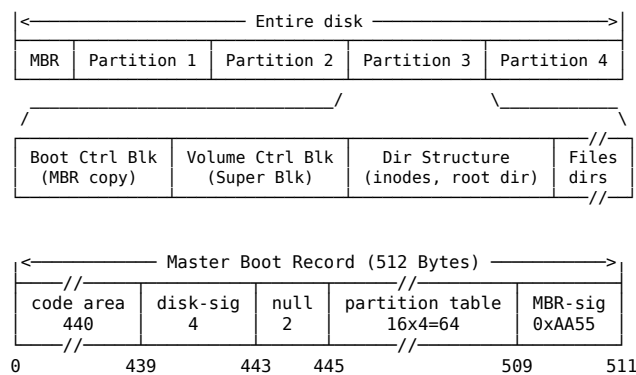 |<——— Entire disk ———>|
MBR Partition 1 Partition 2 Partition 3 Partition 4
Boot Ctrl Blk Volume Ctrl Blk Dir Structure Files
(MBR copy) (Super Blk) (inodes, root dir) dirs
|<——— Master Boot Record (512 Bytes) ———>|
code area disk-sig null partition table MBR-sig
440 4 2 16x4=64 0xAA55
0 439 443 445 509 511